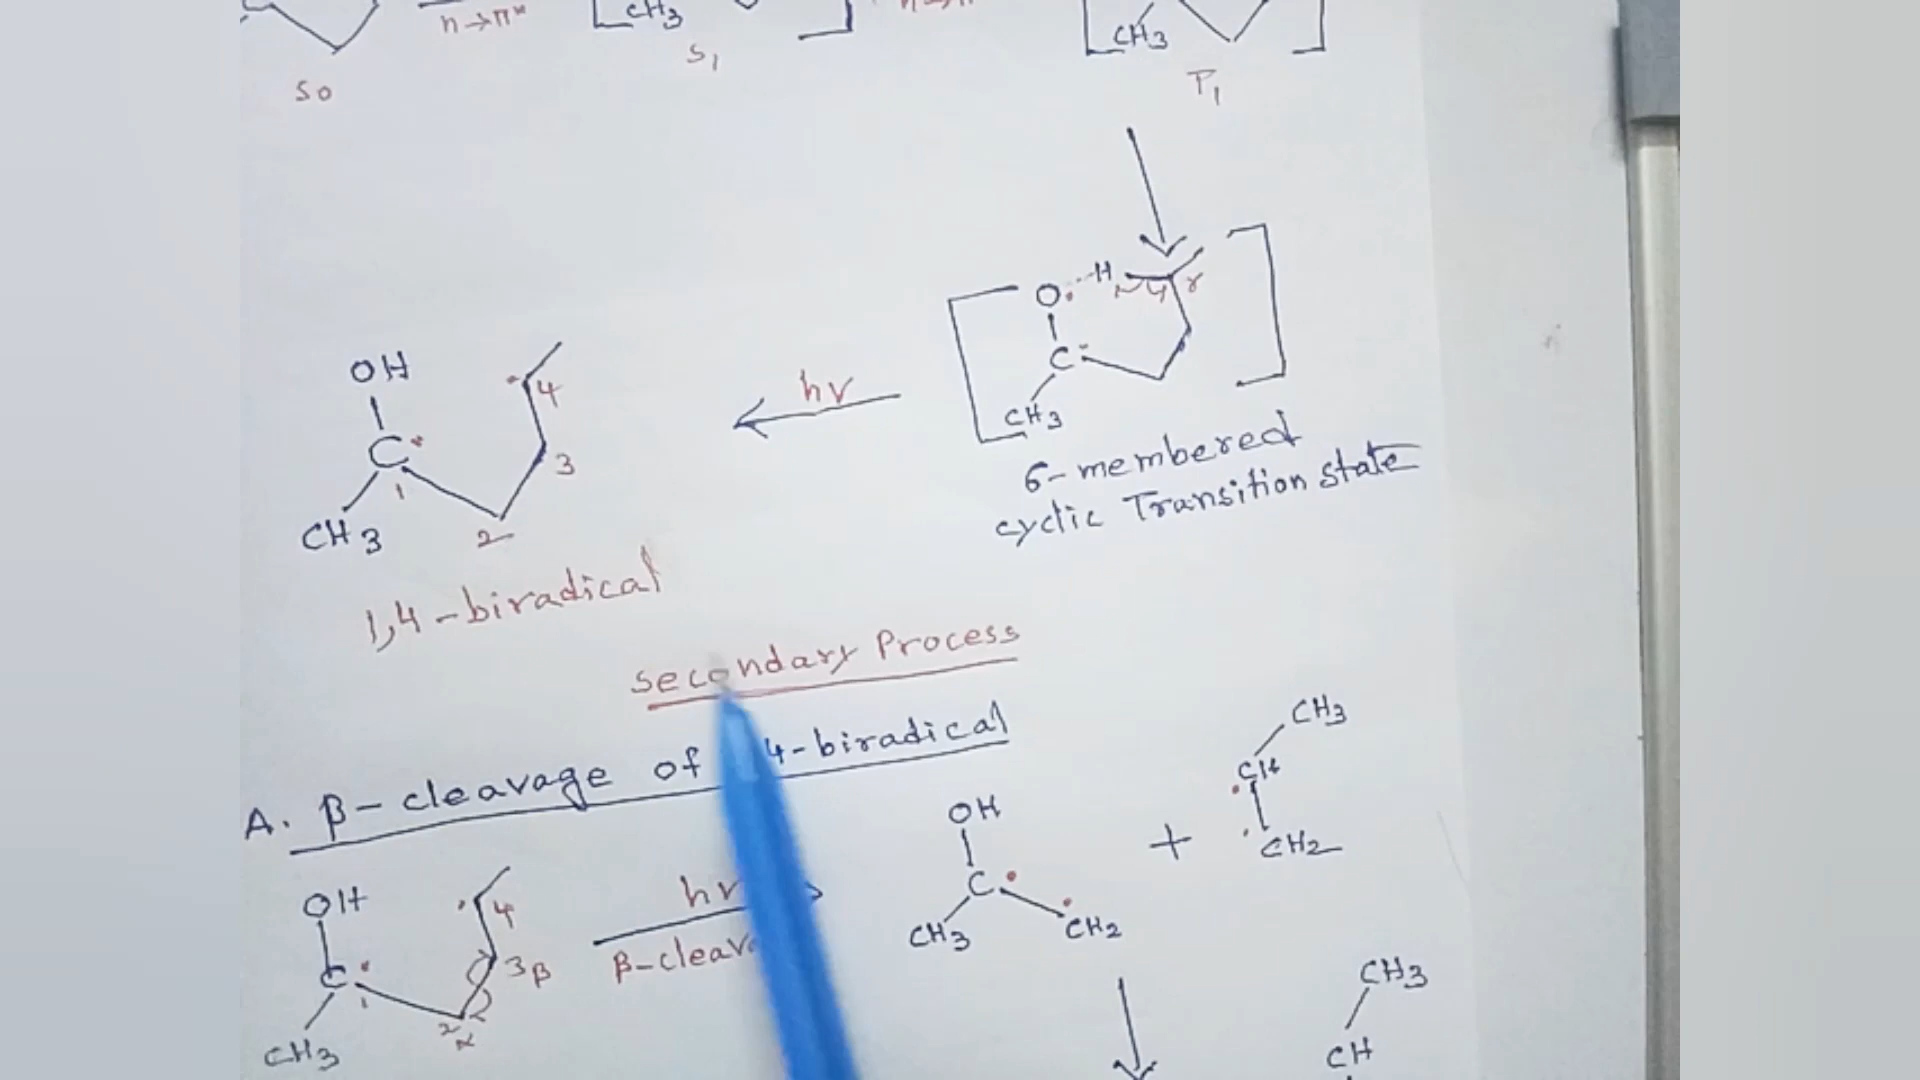 n→π*
CH3
S1
S0
CH3
T1
O· H
4 γ
C·
CH3
6-membered
cyclic Transition state
hν
OH
4
C·
3
1
CH3
2
1,4-biradical
Secondary Process
A. β-cleavage of 4-biradical
CH3
CH
CH2
+
OH
C·
CH3
CH2
OH
4
C·
3β
1
2
α
CH3
hν
β-cleav
CH3
CH